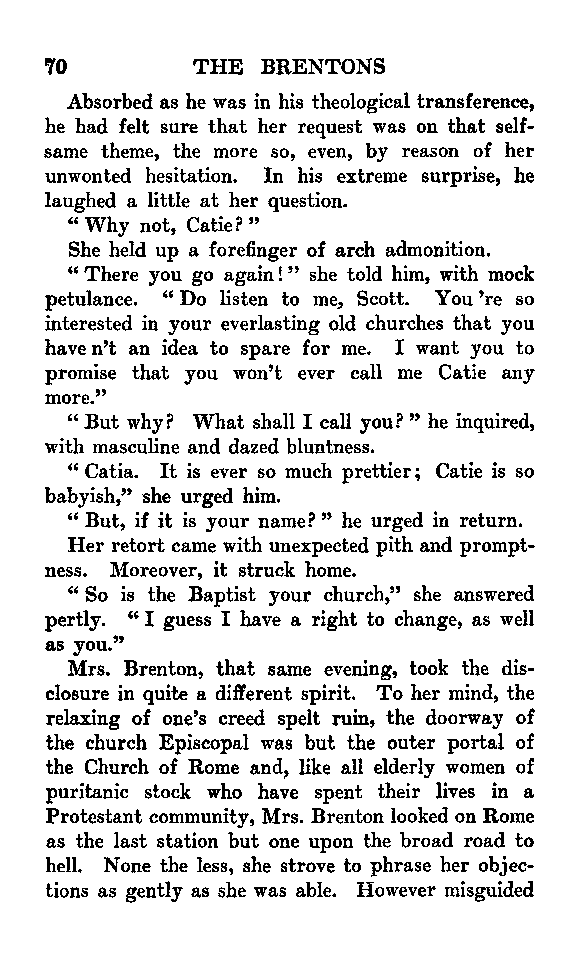 70 THE BRENTONS
Absorbed as he was in his theological transference,
he had felt sure that her request was on that self-
same theme, the more so, even, by reason of her
unwonted hesitation. In his extreme surprise, he
laughed a little at her question.
“ Why not, Catie? ”
She held up a forefinger of arch admonition.
“ There you go again! ” she told him, with mock
petulance. “ Do listen to me, Scott. You 're so
interested in your everlasting old churches that you
have n't an idea to spare for me. I want you to
promise that you won't ever call me Catie any
more.”
“ But why? What shall I call you? ” he inquired,
with masculine and dazed bluntness.
“ Catia. It is ever so much prettier; Catie is so
babyish,” she urged him.
“ But, if it is your name? ” he urged in return.
Her retort came with unexpected pith and prompt-
ness. Moreover, it struck home.
“ So is the Baptist your church,” she answered
pertly. “ I guess I have a right to change, as well
as you.”
Mrs. Brenton, that same evening, took the dis-
closure in quite a different spirit. To her mind, the
relaxing of one's creed spelt ruin, the doorway of
the church Episcopal was but the outer portal of
the Church of Rome and, like all elderly women of
puritanic stock who have spent their lives in a
Protestant community, Mrs. Brenton looked on Rome
as the last station but one upon the broad road to
hell. None the less, she strove to phrase her objec-
tions as gently as she was able. However misguided